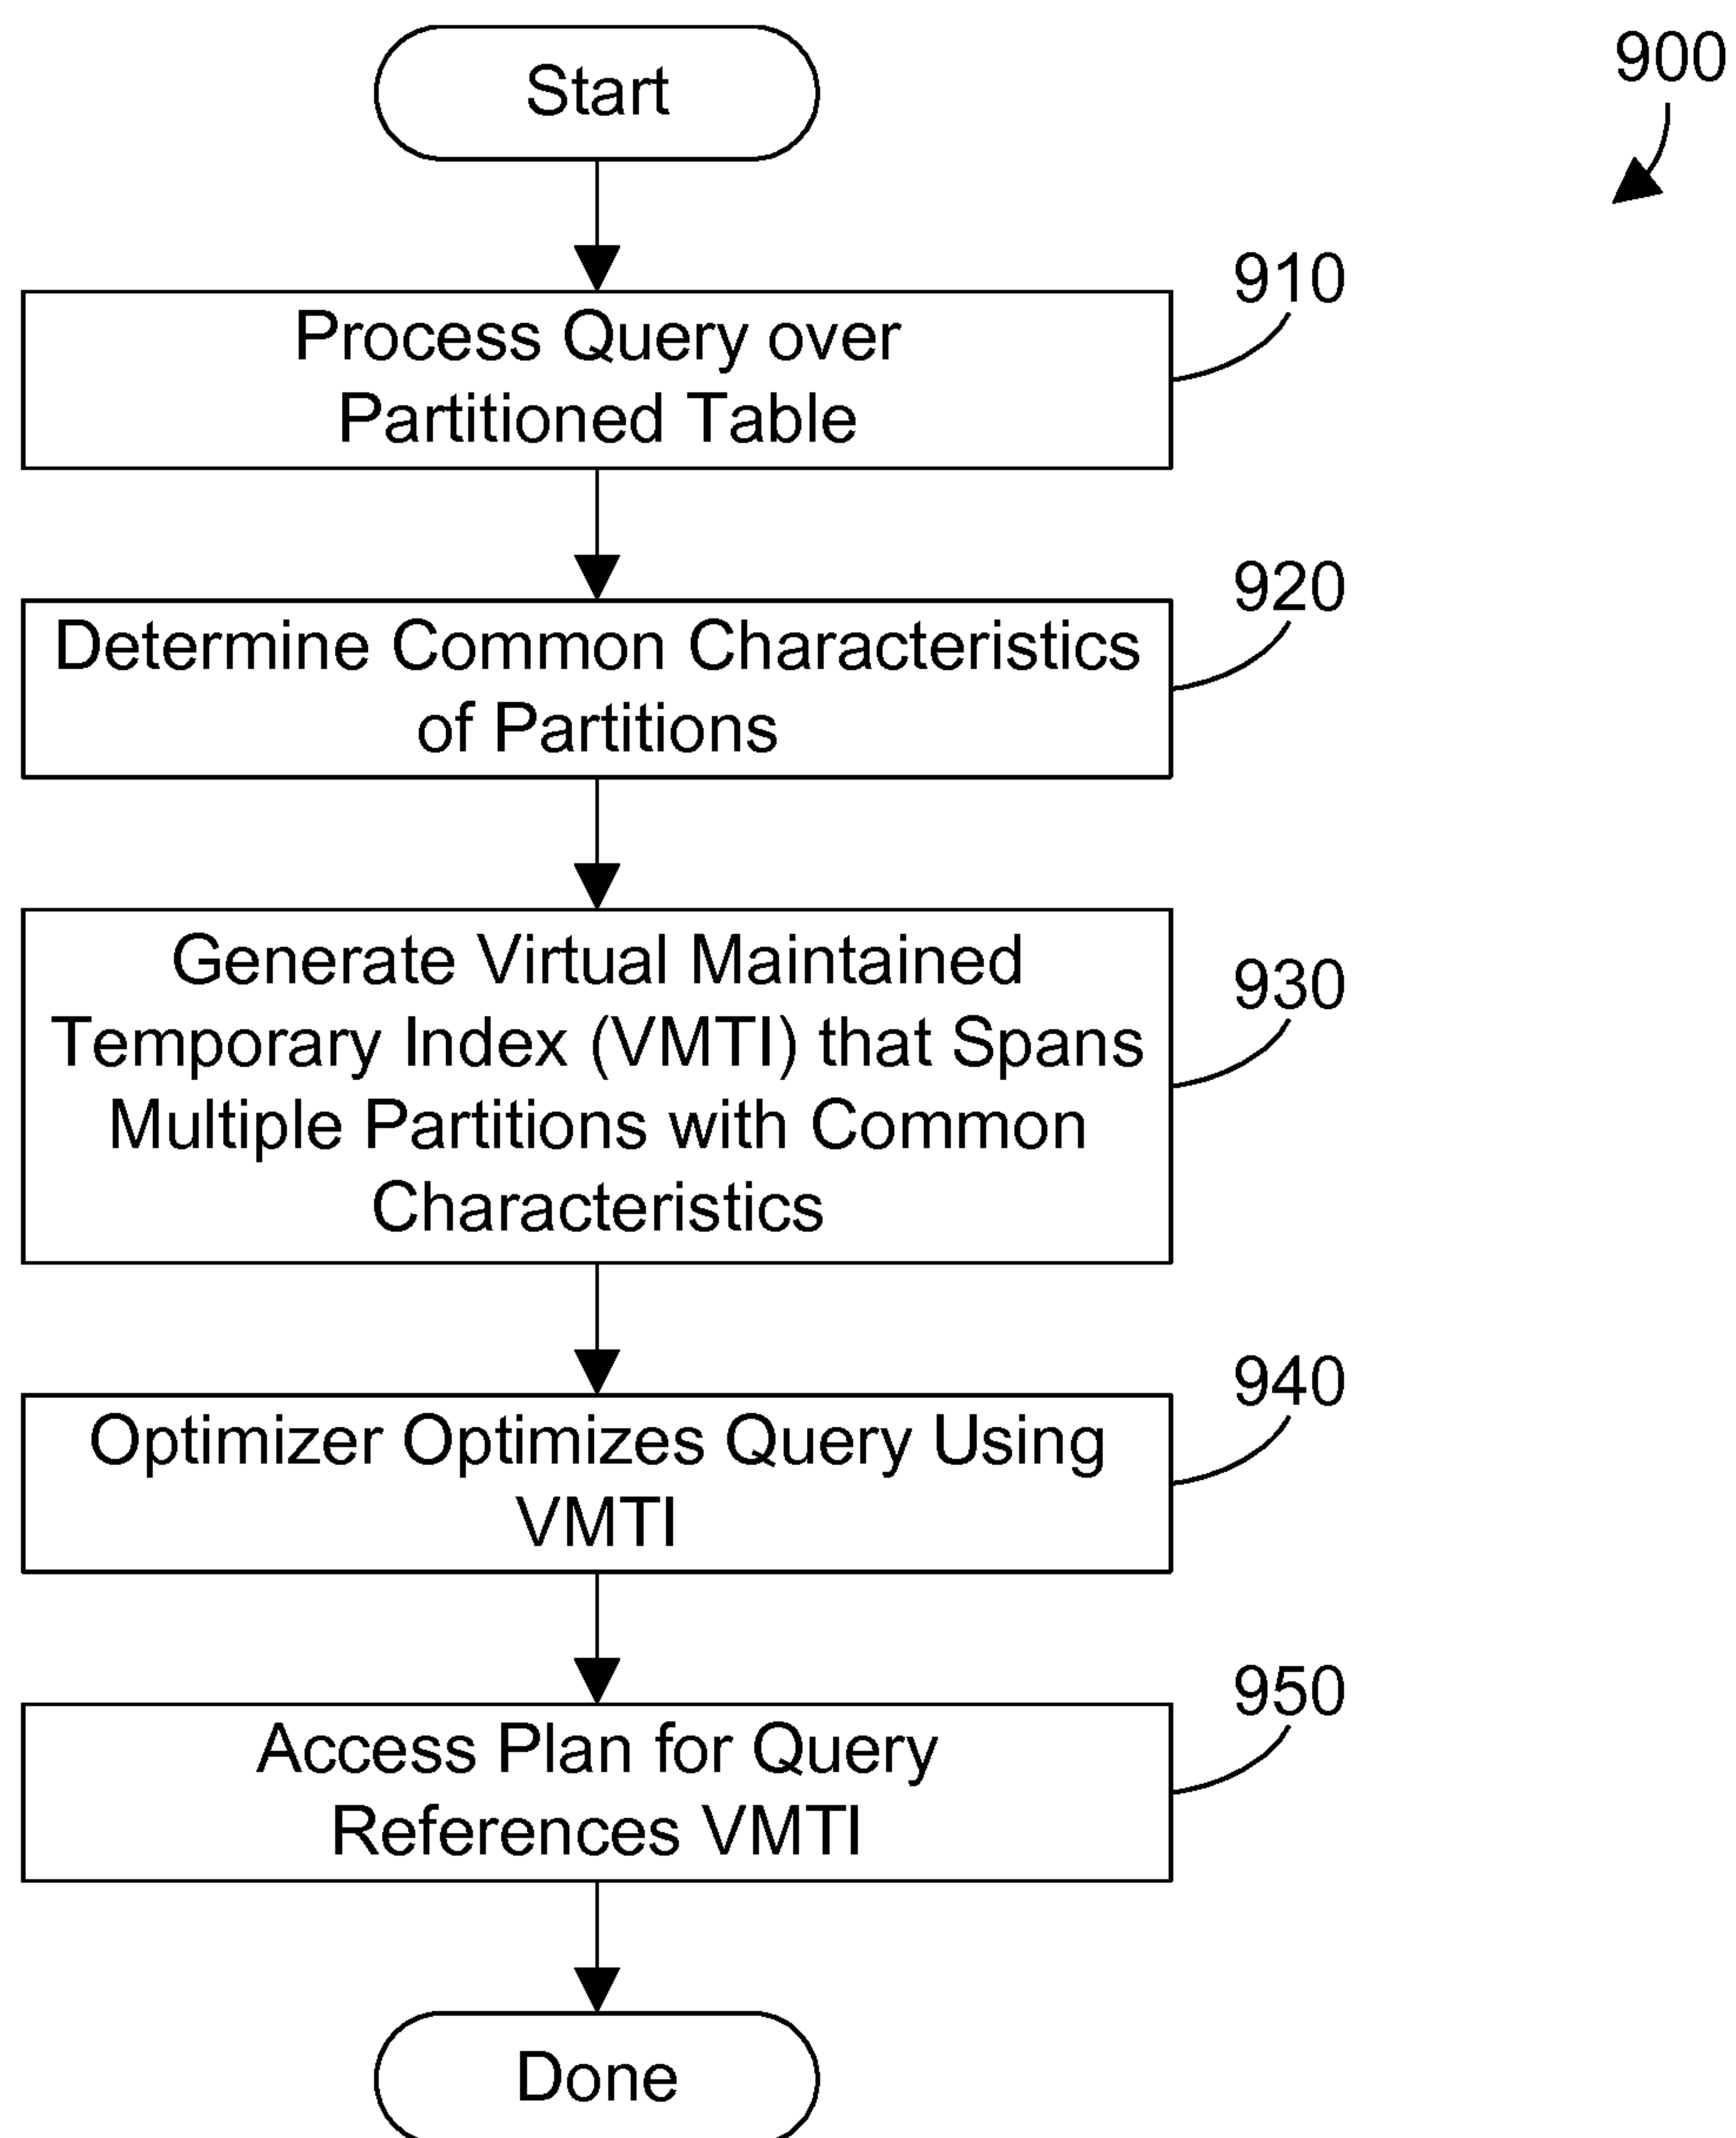 Start
900
910
Process Query over
Partitioned Table
920
Determine Common Characteristics
of Partitions
930
Generate Virtual Maintained
Temporary Index (VMTI) that Spans
Multiple Partitions with Common
Characteristics
940
Optimizer Optimizes Query Using
VMTI
950
Access Plan for Query
References VMTI
Done